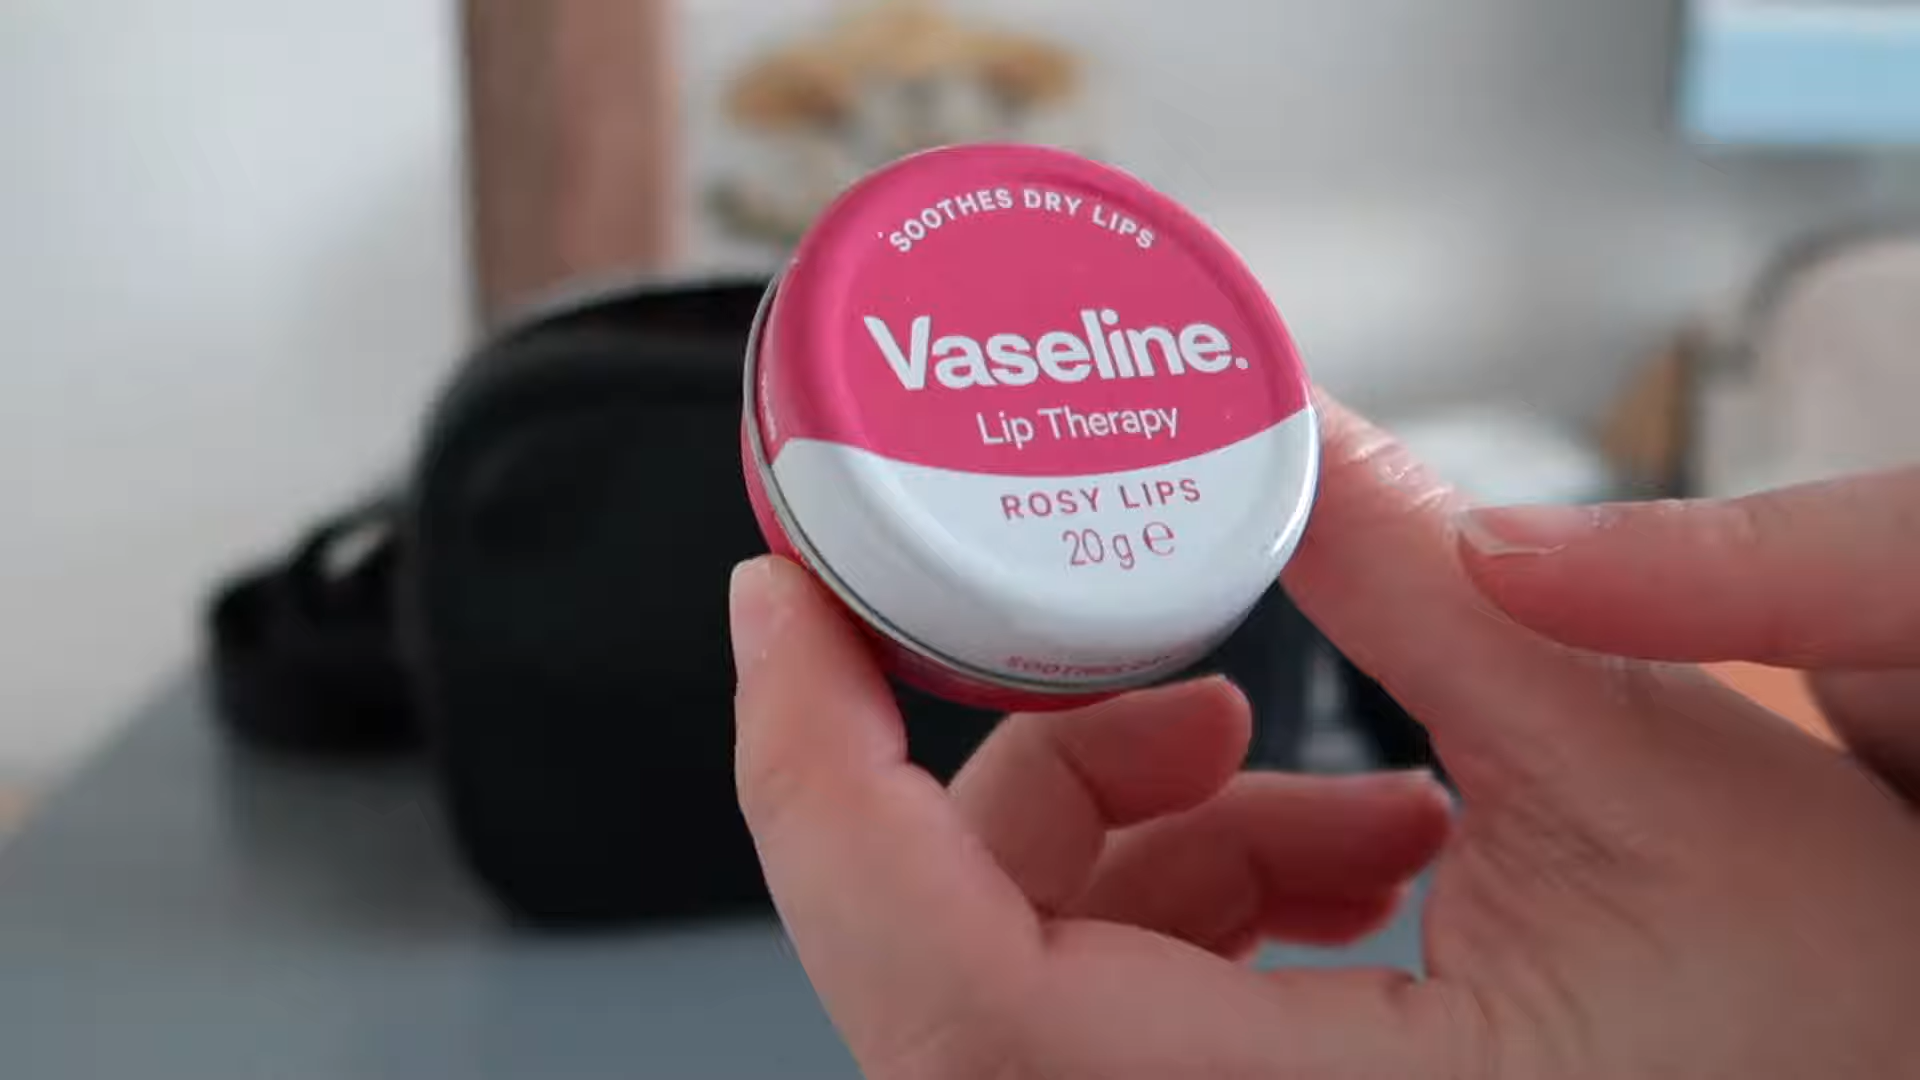 SOOTHES DRY LIPS
Vaseline.
Lip Therapy
ROSY LIPS
20 g ℮